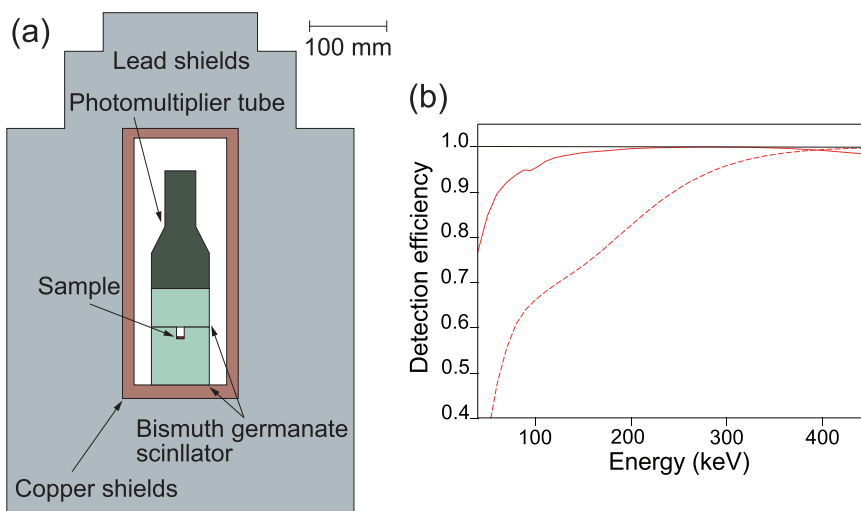 (a)
100 mm
Lead shields
Photomultiplier tube
Sample
Bismuth germanate
scinllator
Copper shields
(b)
Detection efficiency
1.0
0.9
0.8
0.7
0.6
0.5
0.4
100
200
300
400
Energy (keV)